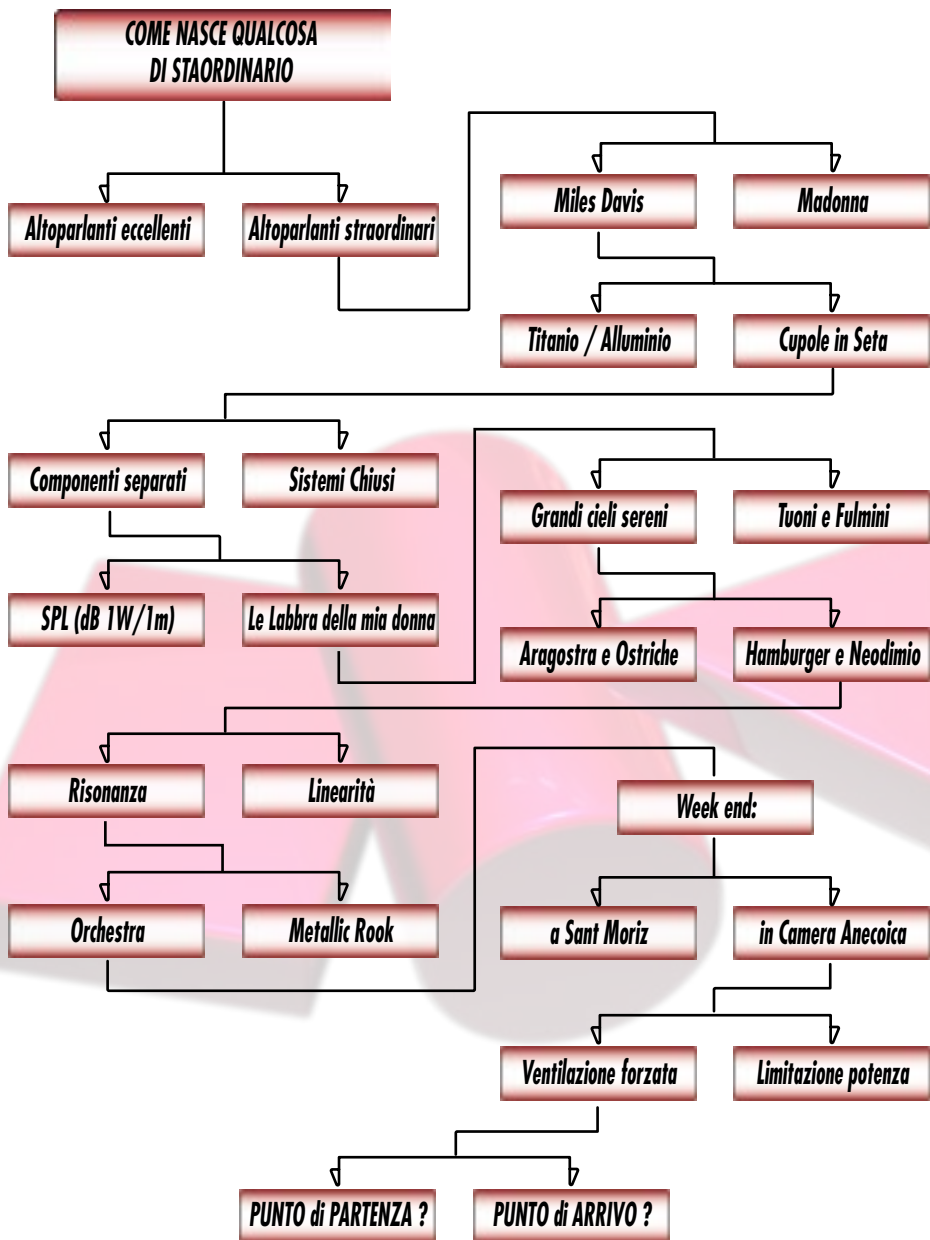 COME NASCE QUALCOSA
DI STAORDINARIO
Altoparlanti eccellenti
Altoparlanti straordinari
Miles Davis
Madonna
Titanio / Alluminio
Cupole in Seta
Componenti separati
Sistemi Chiusi
SPL (dB 1W/1m)
Le Labbra della mia donna
Grandi cieli sereni
Tuoni e Fulmini
Aragostra e Ostriche
Hamburger e Neodimio
Risonanza
Linearità
Orchestra
Metallic Rook
Week end:
a Sant Moriz
in Camera Anecoica
Ventilazione forzata
Limitazione potenza
PUNTO di PARTENZA ?
PUNTO di ARRIVO ?